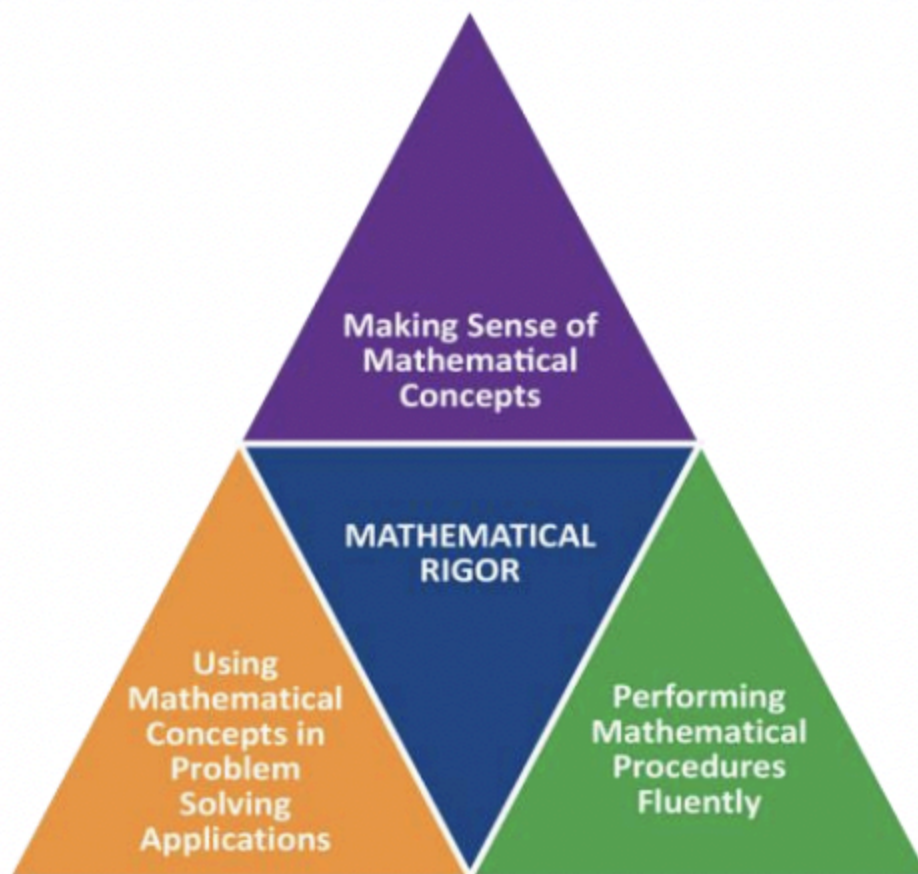 Making Sense of
Mathematical
Concepts
MATHEMATICAL
RIGOR
Using
Mathematical
Concepts in
Problem
Solving
Applications
Performing
Mathematical
Procedures
Fluently